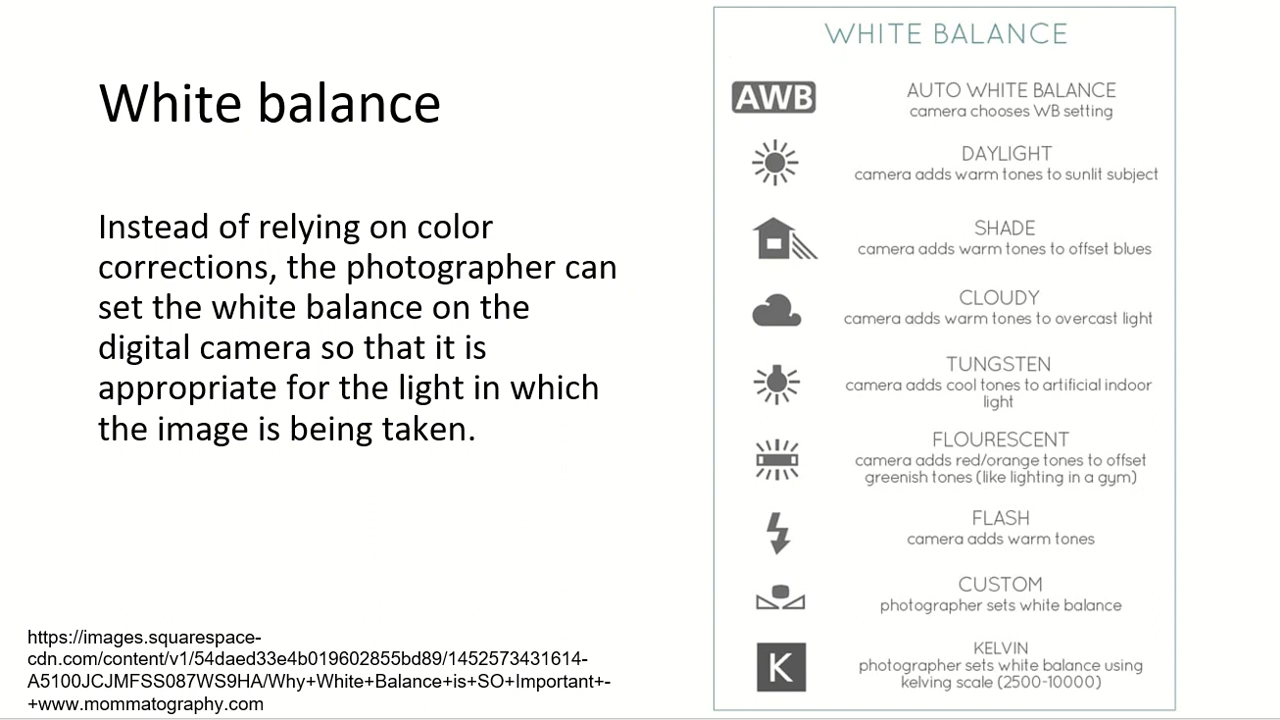 White balance
Instead of relying on color
corrections, the photographer can
set the white balance on the
digital camera so that it is
appropriate for the light in which
the image is being taken.
https://images.squarespace-
cdn.com/content/v1/54daed33e4b019602855bd89/1452573431614-
A5100JCJMFSS087WS9HA/Why+White+Balance+is+SO+Important+-
+www.mommatography.com
WHITE BALANCE
AWB
AUTO WHITE BALANCE
camera chooses WB setting
DAYLIGHT
camera adds warm tones to sunlit subject
SHADE
camera adds warm tones to offset blues
CLOUDY
camera adds warm tones to overcast light
TUNGSTEN
camera adds cool tones to artificial indoor
light
FLOURESCENT
camera adds red/orange tones to offset
greenish tones (like lighting in a gym)
FLASH
camera adds warm tones
CUSTOM
photographer sets white balance
K
KELVIN
photographer sets white balance using
kelving scale (2500-10000)